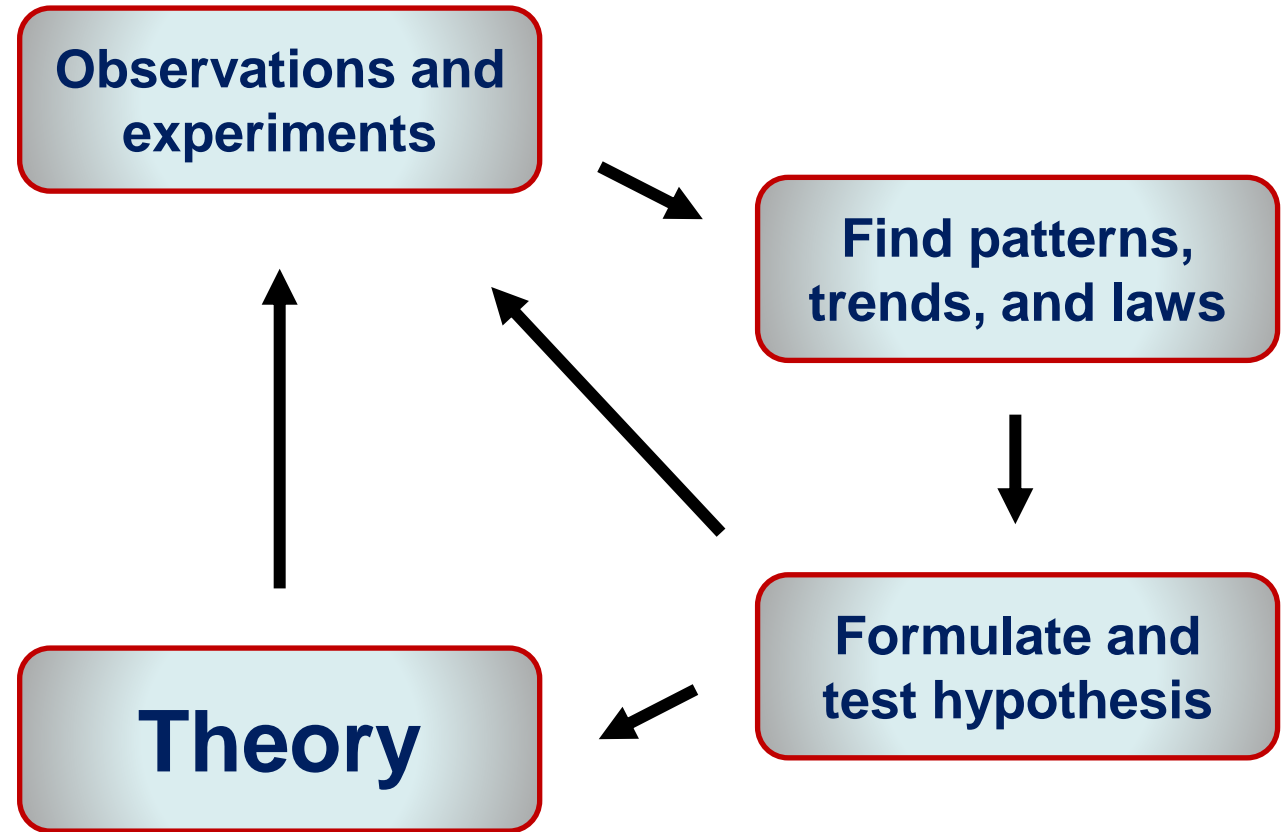 Observations and
experiments
Find patterns,
trends, and laws
Formulate and
test hypothesis
Theory